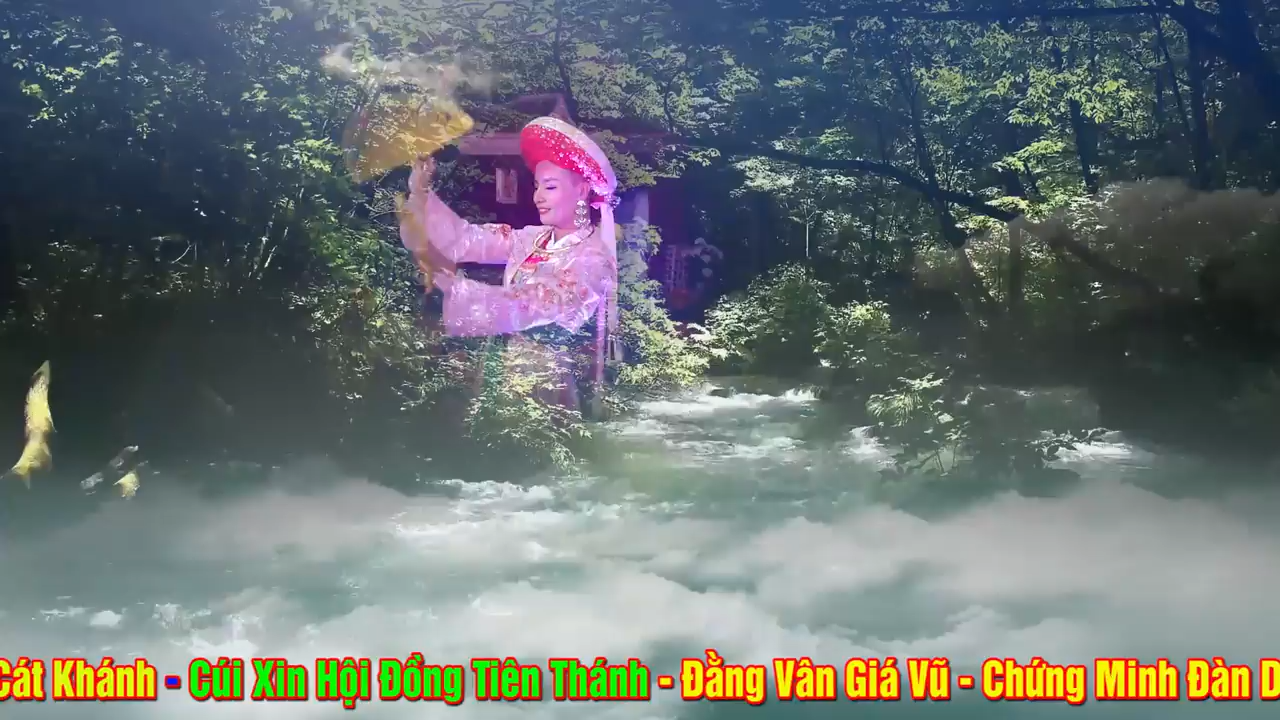 Cát Khánh - Cúi Xin Hội Đồng Tiên Thánh - Đằng Vân Giá Vũ - Chứng Minh Đàn